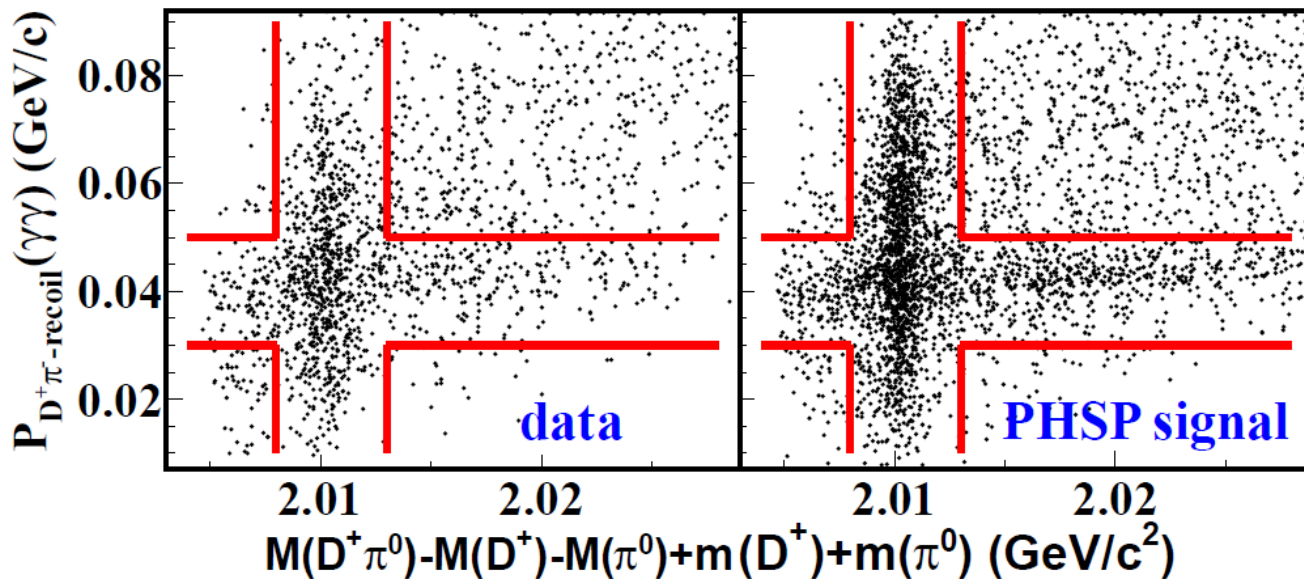 P_{D^{+}π^{-}-recoil}(γγ) (GeV/c)
0.08
0.06
0.04
0.02
data
PHSP signal
2.01 2.02 2.01 2.02
M(D^{+}π^{0})-M(D^{+})-M(π^{0})+m(D^{+})+m(π^{0}) (GeV/c^{2})